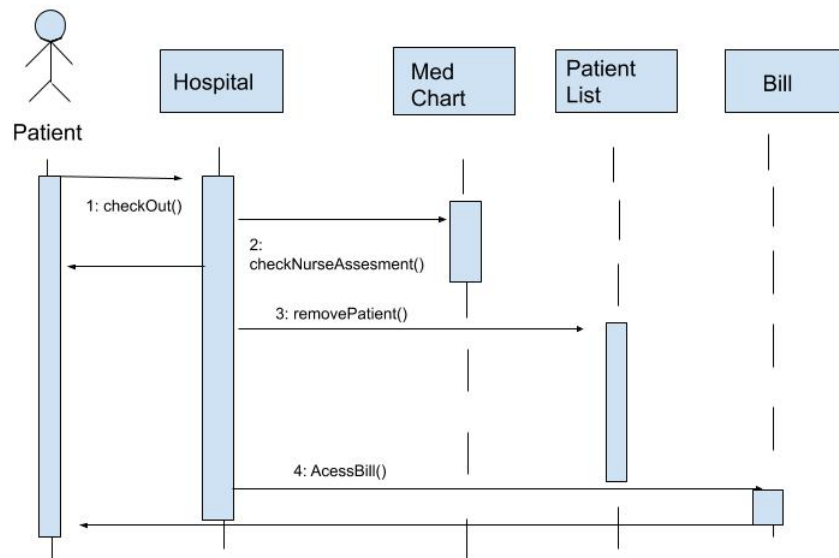 Hospital
Med
Chart
Patient
List
Bill
Patient
1: checkOut()
2:
checkNurseAssesment()
3: removePatient()
4: AcessBill()